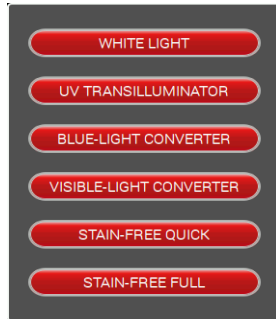 WHITE LIGHT
UV TRANSILLUMINATOR
BLUE-LIGHT CONVERTER
VISIBLE-LIGHT CONVERTER
STAIN-FREE QUICK
STAIN-FREE FULL